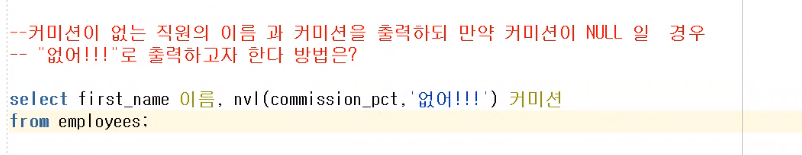 --커미션이 없는 직원의 이름 과 커미션을 출력하되 만약 커미션이 NULL 일  경우
-- "없어!!!"로 출력하고자 한다 방법은?
select first_name 이름, nvl(commission_pct,'없어!!!') 커미션
from employees;